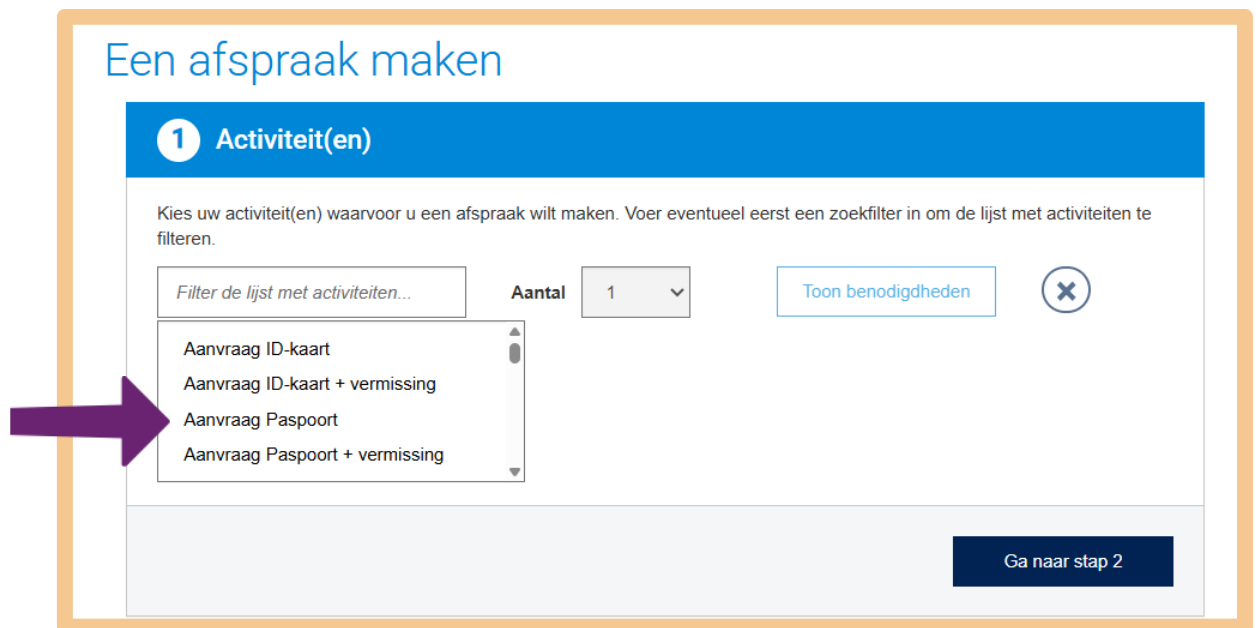 Een afspraak maken
1 Activiteit(en)
Kies uw activiteit(en) waarvoor u een afspraak wilt maken. Voer eventueel eerst een zoekfilter in om de lijst met activiteiten te
filteren.
Filter de lijst met activiteiten... Aantal 1 Toon benodigdheden
Aanvraag ID-kaart
Aanvraag ID-kaart + vermissing
Aanvraag Paspoort
Aanvraag Paspoort + vermissing
Ga naar stap 2